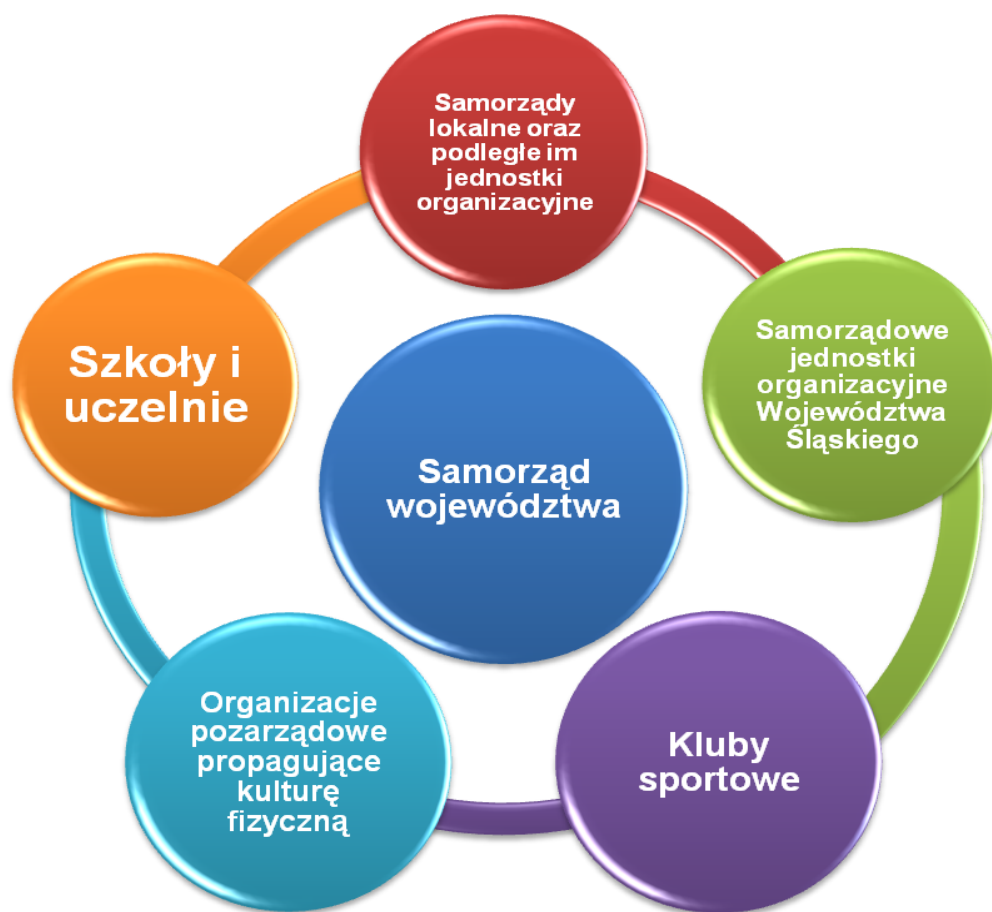 Samorządy
lokalne oraz
podległe im
jednostki
organizacyjne
Samorządowe
jednostki
organizacyjne
Województwa
Śląskiego
Kluby
sportowe
Organizacje
pozarządowe
propagujące
kulturę
fizyczną
Szkoły i
uczelnie
Samorząd
województwa